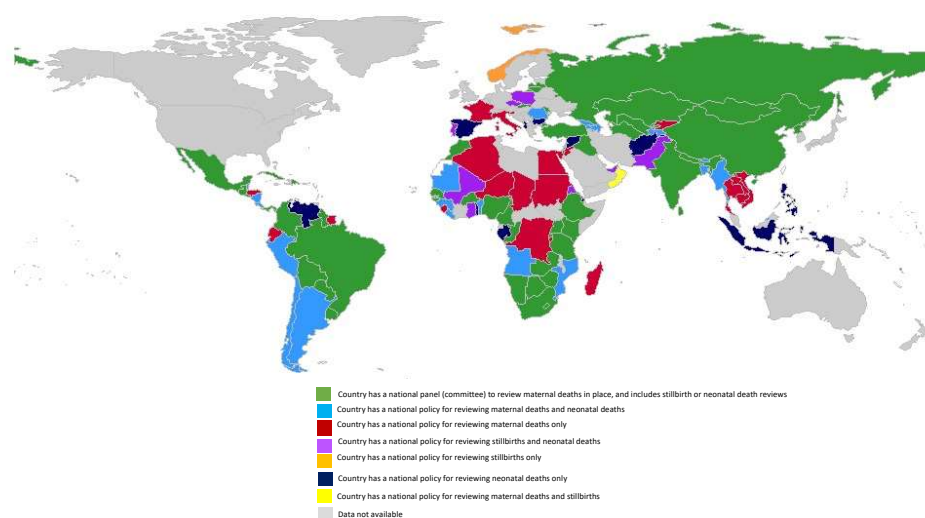 Country has a national panel (committee) to review maternal deaths in place, and includes stillbirth or neonatal death reviews
Country has a national policy for reviewing maternal deaths and neonatal deaths
Country has a national policy for reviewing maternal deaths only
Country has a national policy for reviewing stillbirths and neonatal deaths
Country has a national policy for reviewing stillbirths only
Country has a national policy for reviewing neonatal deaths only
Country has a national policy for reviewing maternal deaths and stillbirths
Data not available